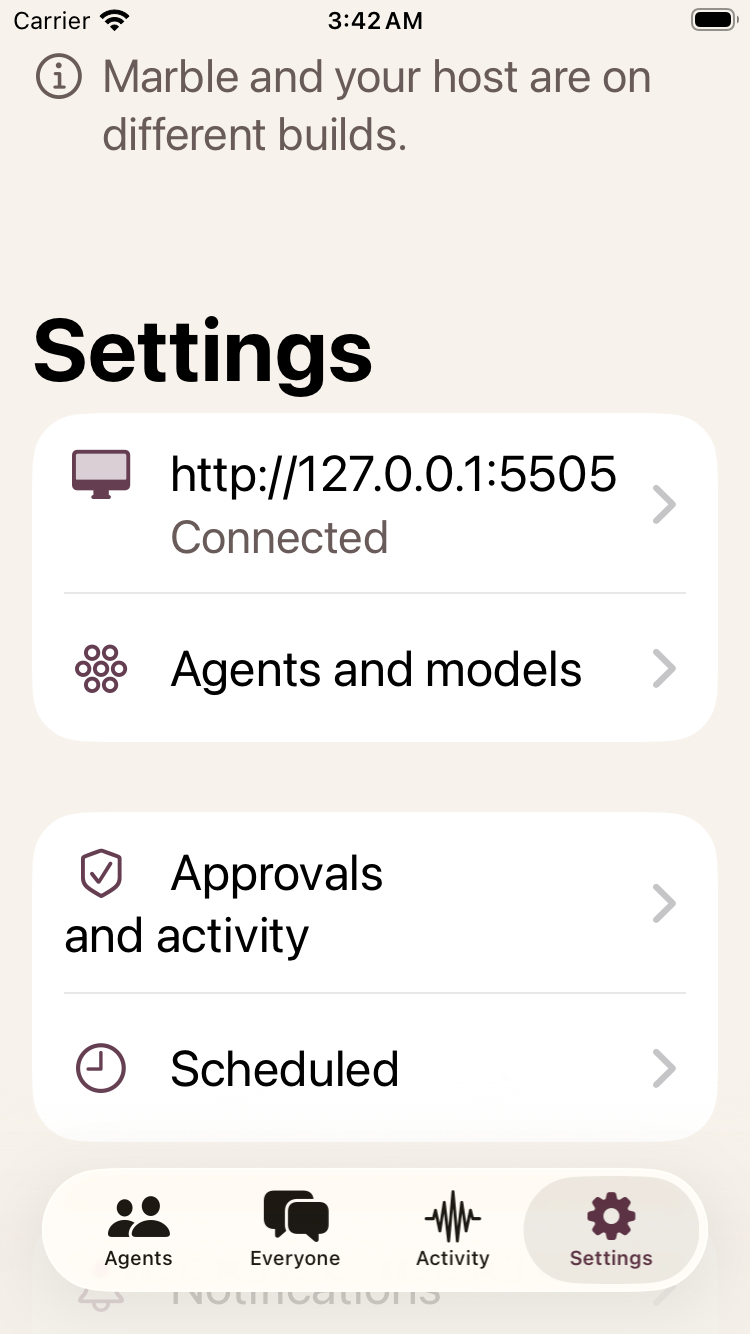 Carrier 3:42 AM
Marble and your host are on
different builds.
Settings
http://127.0.0.1:5505
Connected
Agents and models
Approvals
and activity
Scheduled
Notifications
Agents Everyone Activity Settings